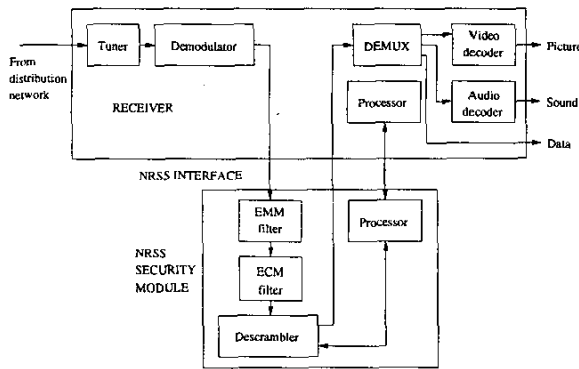 From
distribution
network
Tuner
Demodulator
DEMUX
Video
decoder
Picture
Audio
decoder
Sound
Data
RECEIVER
Processor
NRSS INTERFACE
EMM
filter
Processor
NRSS
SECURITY
MODULE
ECM
filter
Descrambler